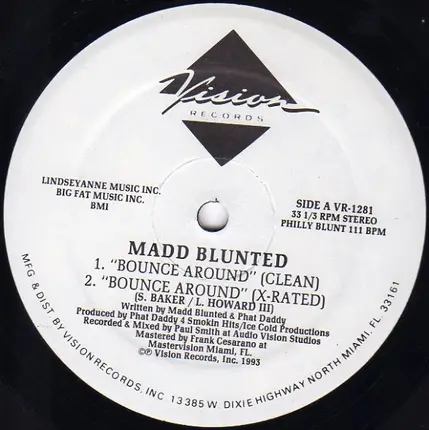 Vision
RECORDS
LINDSEYANNE MUSIC INC.
BIG FAT MUSIC INC.
BMI
SIDE A VR-1281
33 1/3 RPM STEREO
PHILLY BLUNT 111 BPM
MADD BLUNTED
1. "BOUNCE AROUND" (CLEAN)
2. "BOUNCE AROUND" (X-RATED)
(S. BAKER / L. HOWARD III)
Written by Madd Blunted & Phat Daddy
Produced by Phat Daddy 4 Smokin Hits/Ice Cold Productions
Recorded & Mixed by Paul Smith at Audio Vision Studios
Mastered by Frank Cesarano at
Mastervision Miami, FL.
©℗ Vision Records, Inc. 1993
MFG & DIST. BY VISION RECORDS, INC 13385 W. DIXIE HIGHWAY NORTH MIAMI, FL. 33161